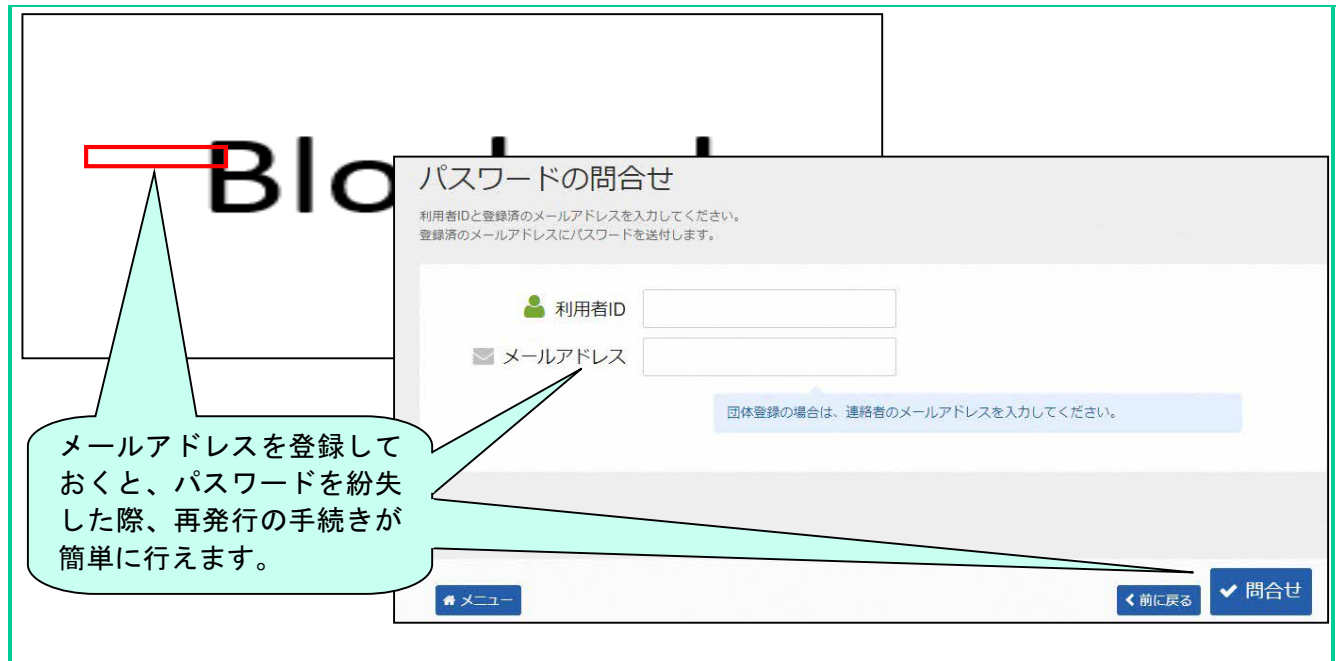 Blo
パスワードの問合せ
利用者IDと登録済のメールアドレスを入力してください。
登録済のメールアドレスにパスワードを送付します。
利用者ID
メールアドレス
団体登録の場合は、連絡者のメールアドレスを入力してください。
メールアドレスを登録して
おくと、パスワードを紛失
した際、再発行の手続きが
簡単に行えます。
メニュー
前に戻る
問合せ